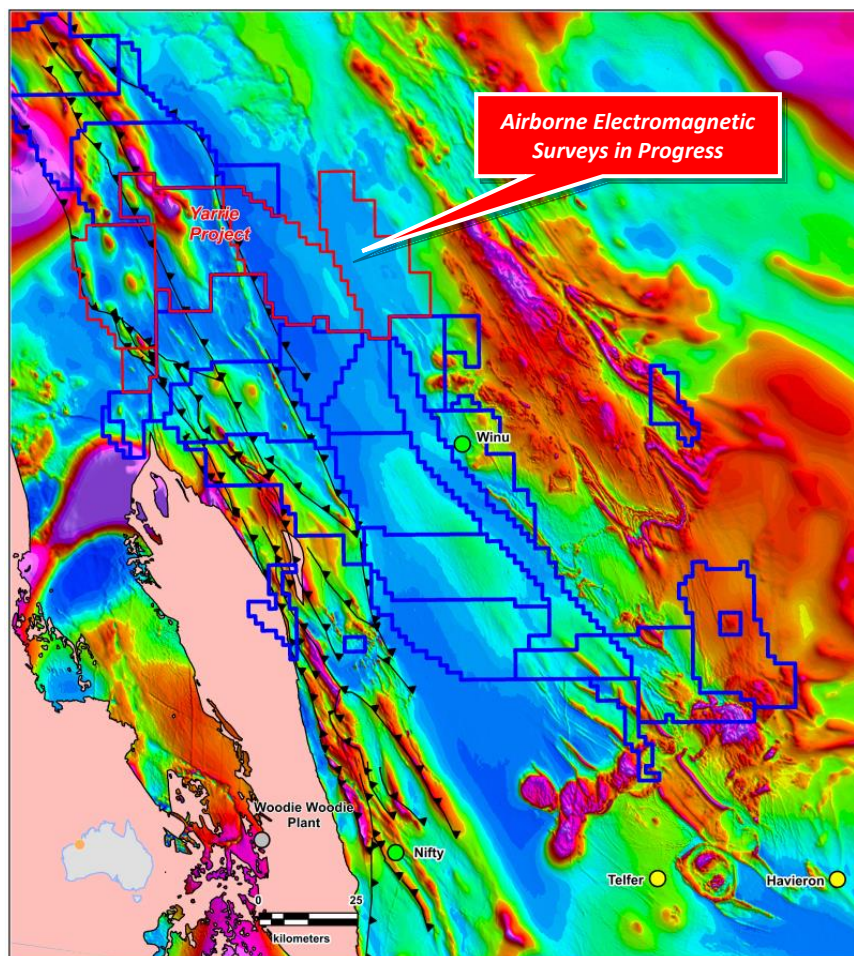 Airborne Electromagnetic
Surveys in Progress
Yarrie
Project
Winu
Woodie Woodie
Plant
Nifty
Telfer
Havieron
0 25
kilometers